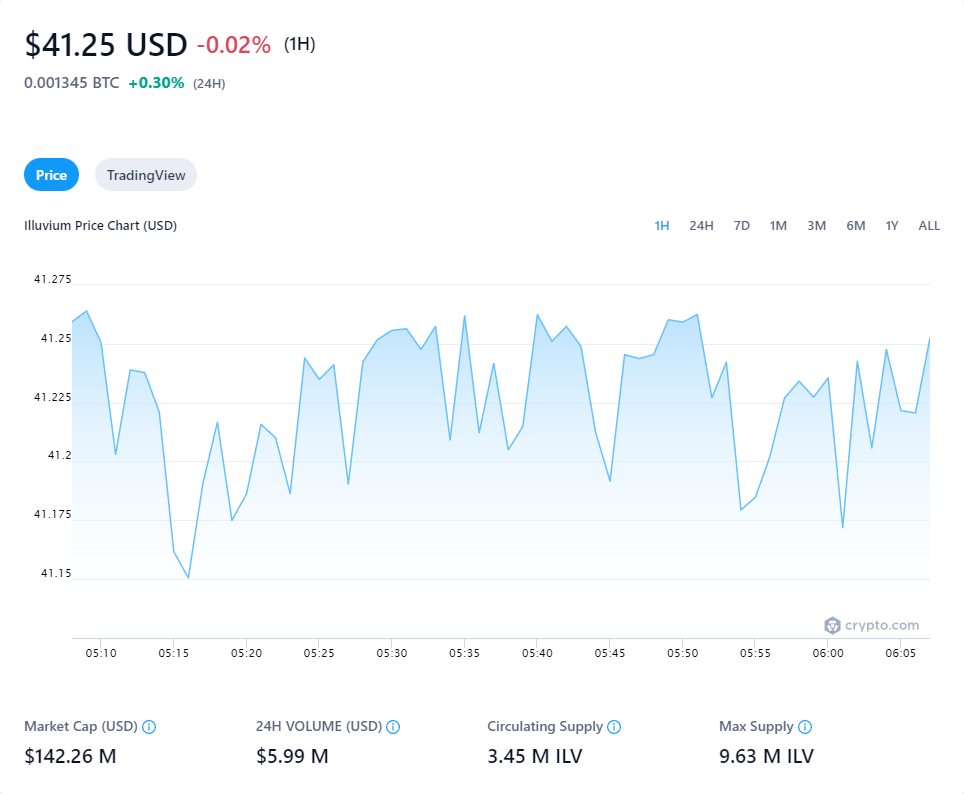 $41.25 USD -0.02% (1H)
0.001345 BTC +0.30% (24H)
Price TradingView
Illuvium Price Chart (USD) 1H 24H 7D 1M 3M 6M 1Y ALL
41.275
41.25
41.225
41.2
41.175
41.15
crypto.com
05:10 05:15 05:20 05:25 05:30 05:35 05:40 05:45 05:50 05:55 06:00 06:05
Market Cap (USD) 24H VOLUME (USD) Circulating Supply Max Supply
$142.26 M $5.99 M 3.45 M ILV 9.63 M ILV